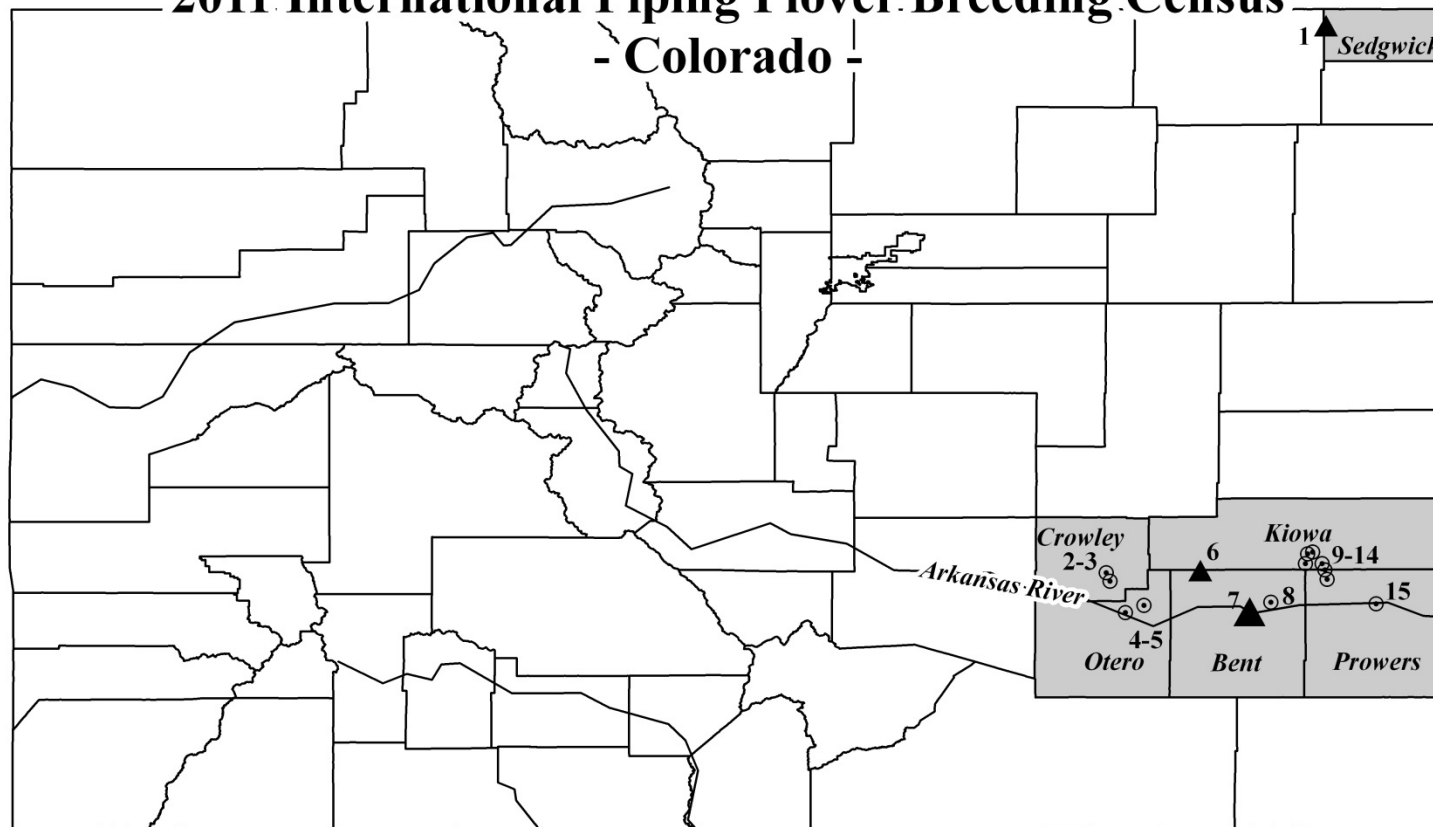 2011 International Piping Plover Breeding Census
- Colorado -
1
Sedgwick
Crowley
2-3
Arkansas River
4-5
Otero
6
7
8
Bent
Kiowa
9-14
15
Prowers